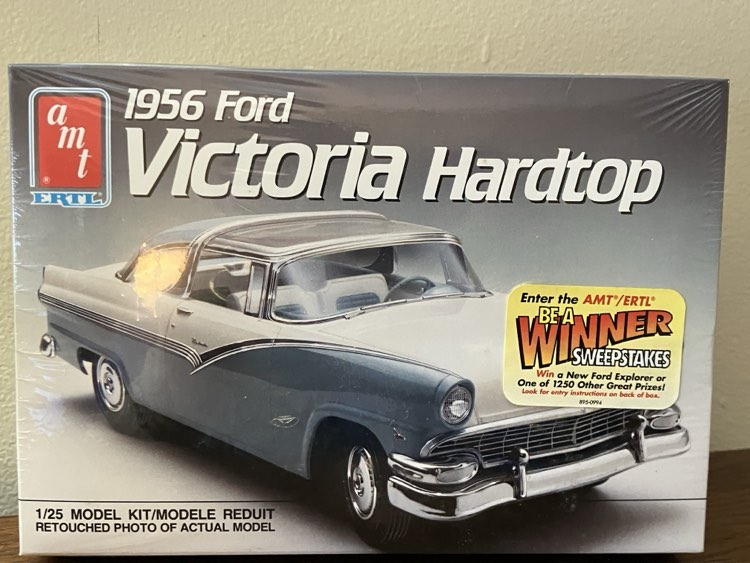 amt
®
ERTL
1956 Ford
Victoria Hardtop
Enter the AMT®/ERTL®
BE A
WINNER
SWEEPSTAKES
Win a New Ford Explorer or
One of 1250 Other Great Prizes!
Look for entry instructions on back of box.
895-0994
1/25 MODEL KIT/MODELE REDUIT
RETOUCHED PHOTO OF ACTUAL MODEL